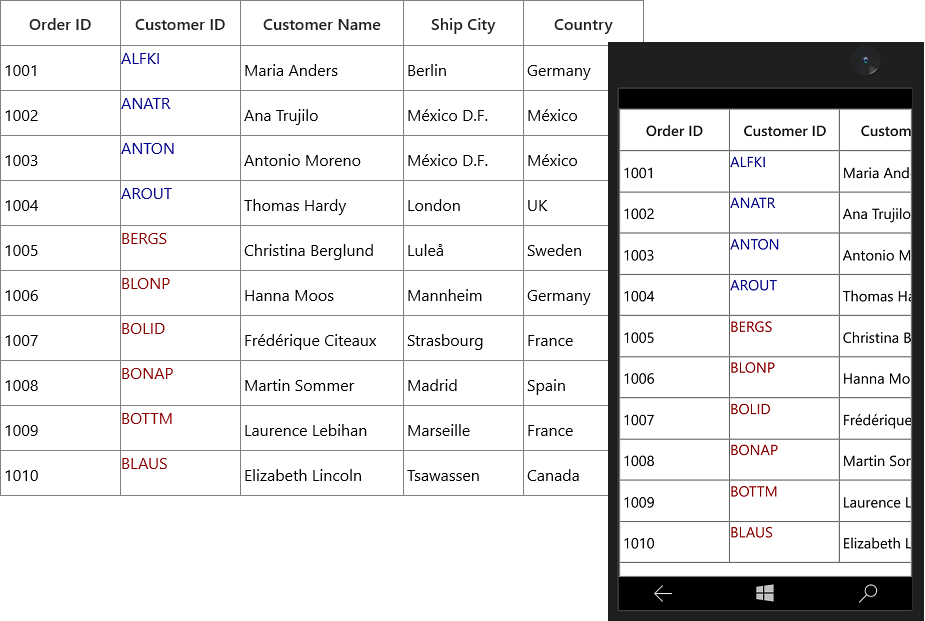 Order ID Customer ID Customer Name Ship City Country
1001 ALFKI Maria Anders Berlin Germany
1002 ANATR Ana Trujilo México D.F. México
1003 ANTON Antonio Moreno México D.F. México
1004 AROUT Thomas Hardy London UK
1005 BERGS Christina Berglund Luleå Sweden
1006 BLONP Hanna Moos Mannheim Germany
1007 BOLID Frédérique Citeaux Strasbourg France
1008 BONAP Martin Sommer Madrid Spain
1009 BOTTM Laurence Lebihan Marseille France
1010 BLAUS Elizabeth Lincoln Tsawassen Canada
Order ID Customer ID Custom
1001 ALFKI Maria And
1002 ANATR Ana Trujilo
1003 ANTON Antonio M
1004 AROUT Thomas Ha
1005 BERGS Christina B
1006 BLONP Hanna Mo
1007 BOLID Frédérique
1008 BONAP Martin Son
1009 BOTTM Laurence L
1010 BLAUS Elizabeth L